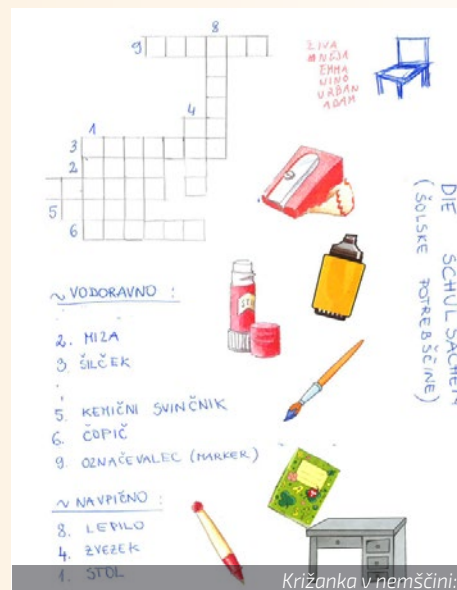 8
9
ŽIVA
NEJA
EMMA
NINO
URBAN
ADAM
4
1
3
2
5
6
DIE SCHULSACHEN
(ŠOLSKE POTREBŠČINE)
~ VODORAVNO :
2. MIZA
3. ŠILČEK
5. KEMIČNI SVINČNIK
6. ČOPIČ
9. OZNAČEVALEC (MARKER)
~ NAVPIČNO :
8. LEPILO
4. ZVEZEK
1. STOL
Križanka v nemščini: